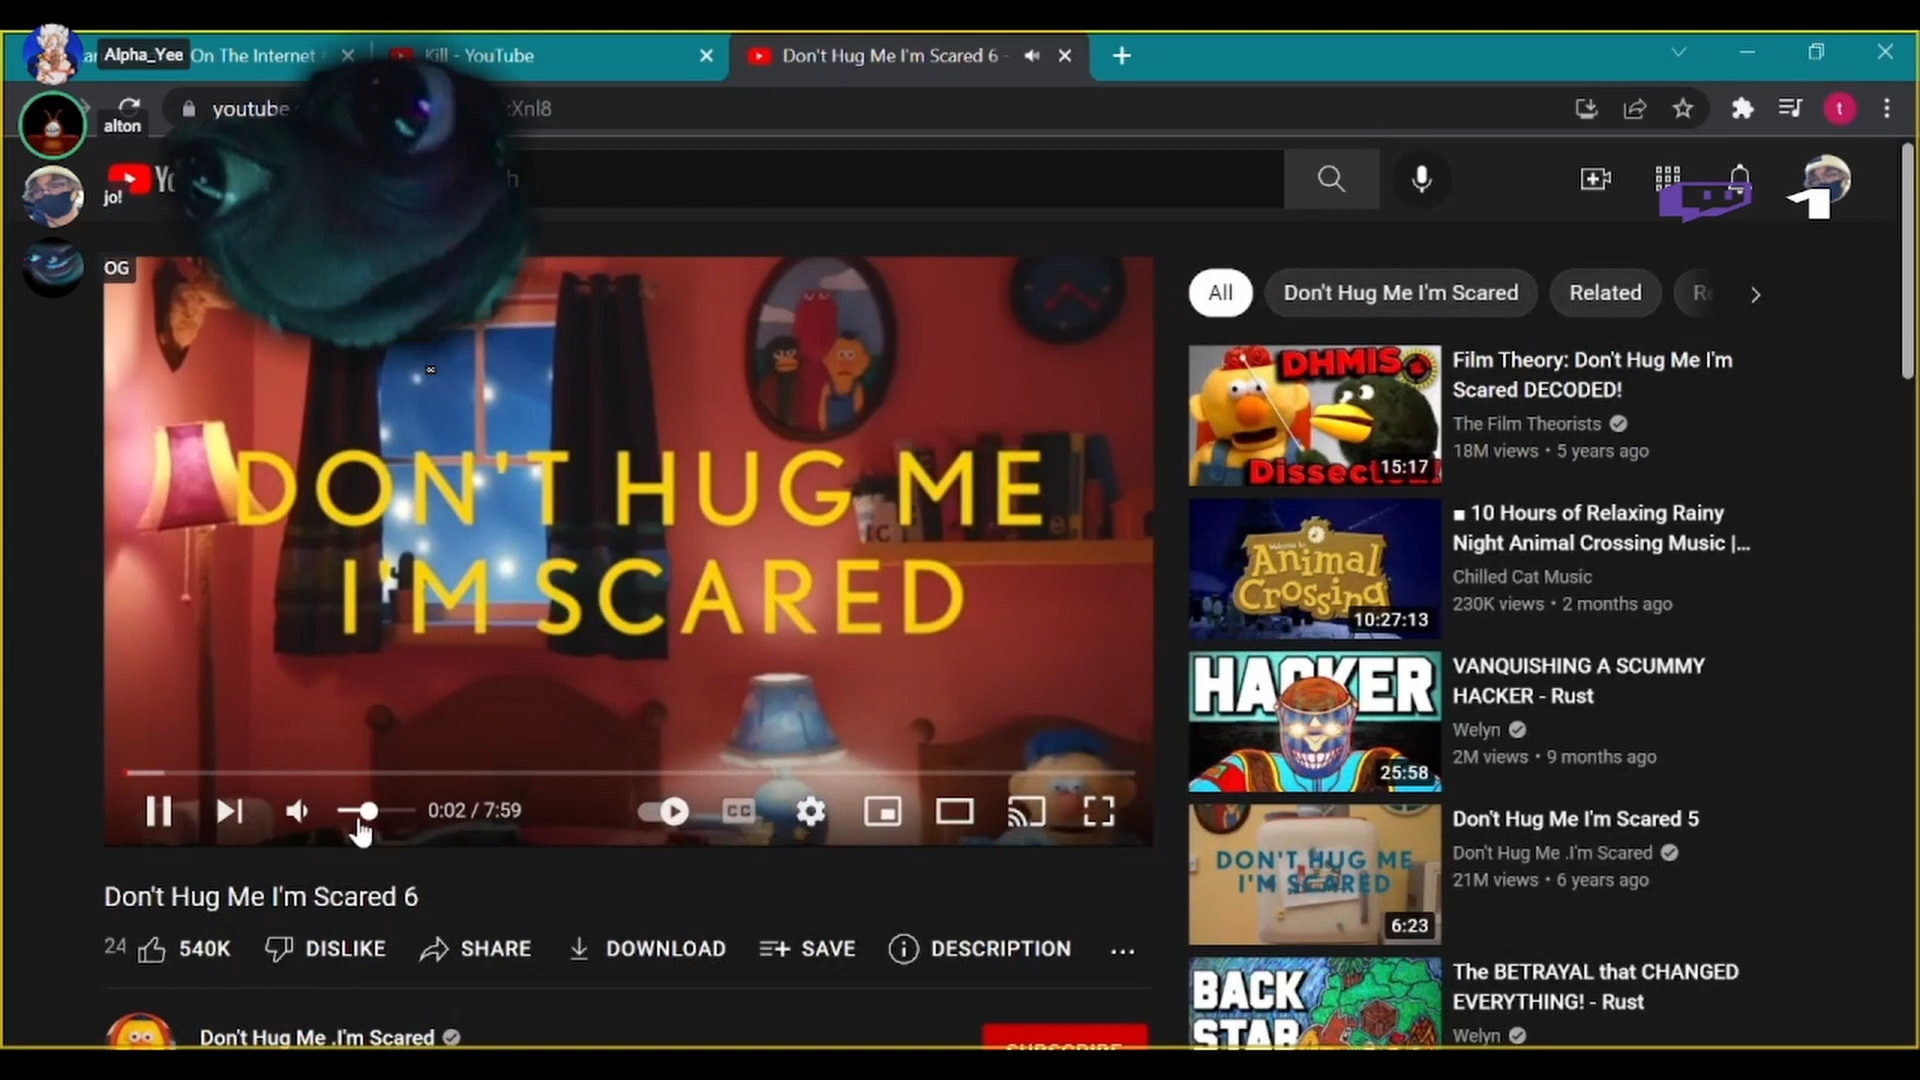 Alpha_Yee On The Internet
Kill - YouTube
Don't Hug Me I'm Scared 6 -
alton
youtube
xXnl8
t
jo!
OG
DON'T HUG ME
I'M SCARED
0:02 / 7:59
CC
Don't Hug Me I'm Scared 6
24
540K
DISLIKE
SHARE
DOWNLOAD
SAVE
DESCRIPTION
Don't Hug Me .I'm Scared
SUBSCRIBE
All
Don't Hug Me I'm Scared
Related
DHMIS
15:17
Film Theory: Don't Hug Me I'm
Scared DECODED!
The Film Theorists
18M views • 5 years ago
Welcome to
Animal
Crossing
10:27:13
■ 10 Hours of Relaxing Rainy
Night Animal Crossing Music |...
Chilled Cat Music
230K views • 2 months ago
HACKER
25:58
VANQUISHING A SCUMMY
HACKER - Rust
Welyn
2M views • 9 months ago
DON'T HUG ME
I'M SCARED
6:23
Don't Hug Me I'm Scared 5
Don't Hug Me .I'm Scared
21M views • 6 years ago
BACK
STAB
The BETRAYAL that CHANGED
EVERYTHING! - Rust
Welyn